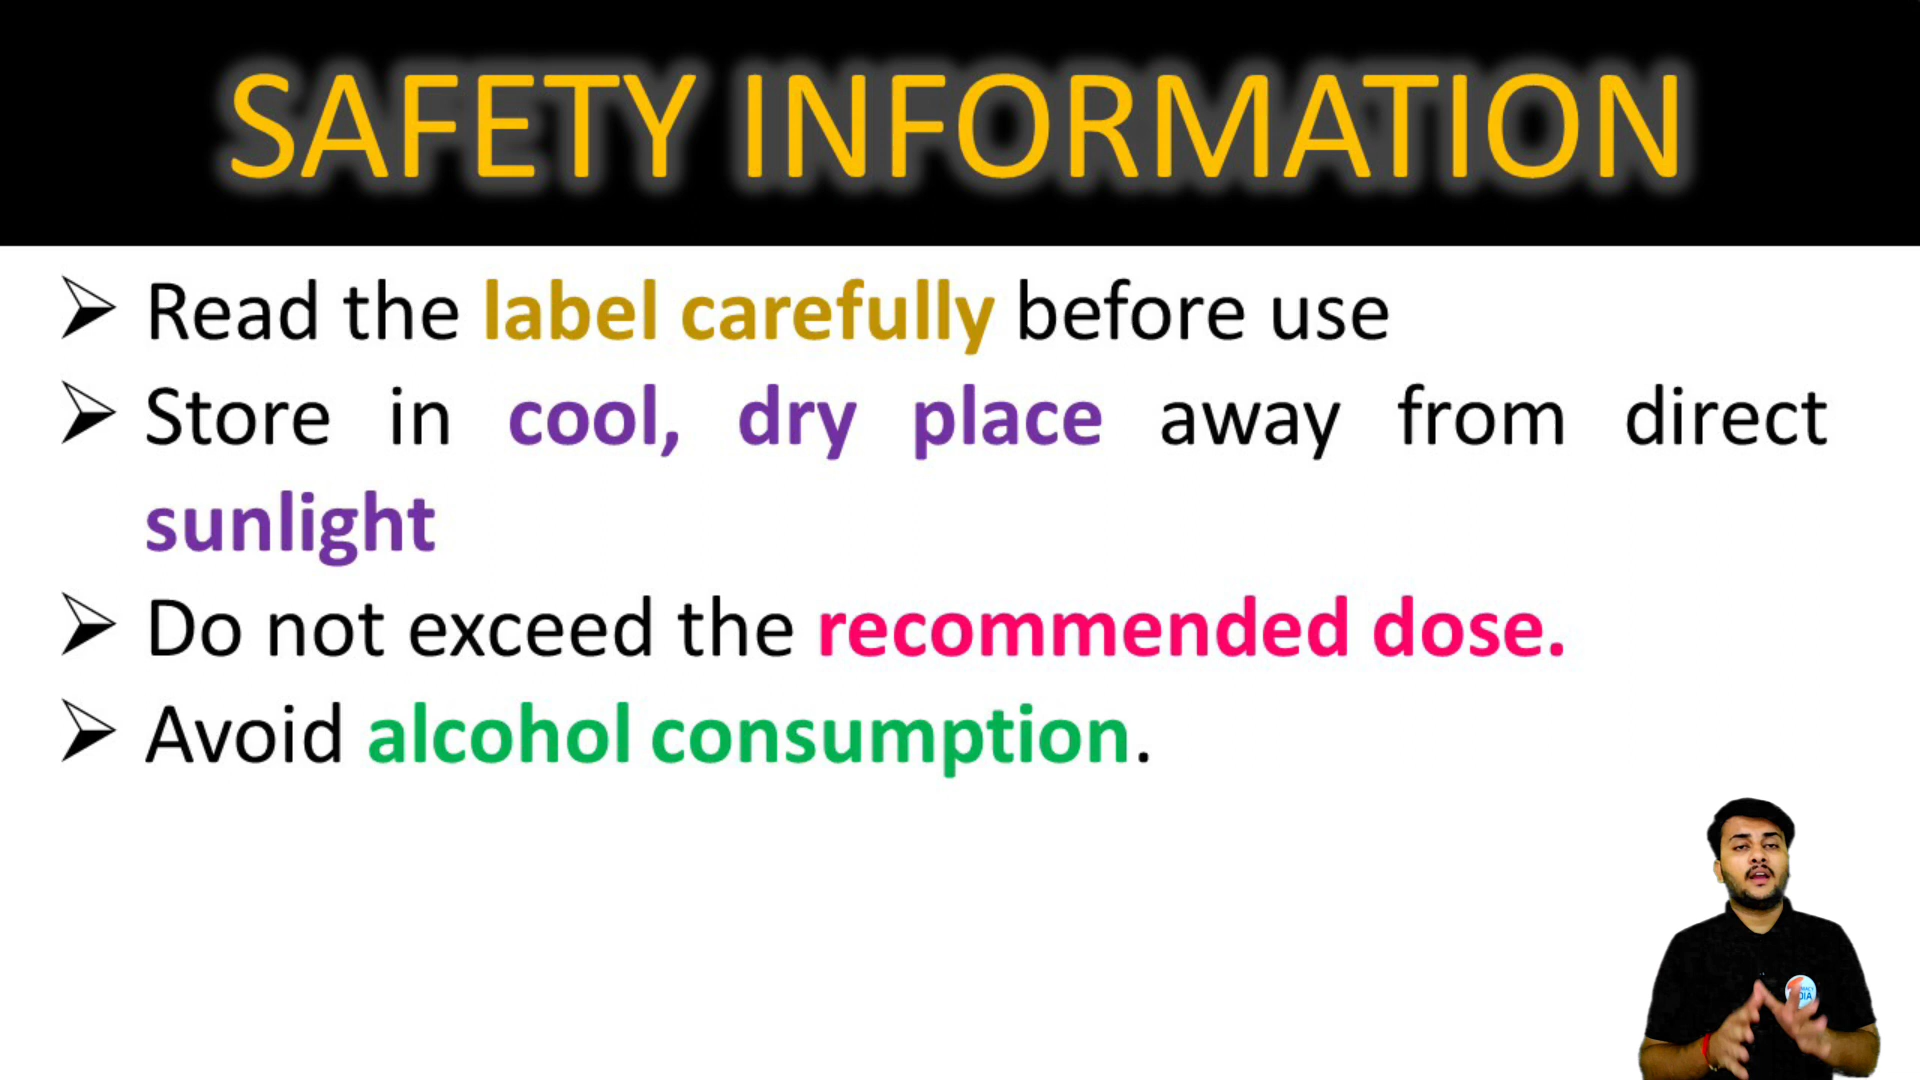 SAFETY INFORMATION
➢ Read the label carefully before use
➢ Store in cool, dry place away from direct
sunlight
➢ Do not exceed the recommended dose.
➢ Avoid alcohol consumption.